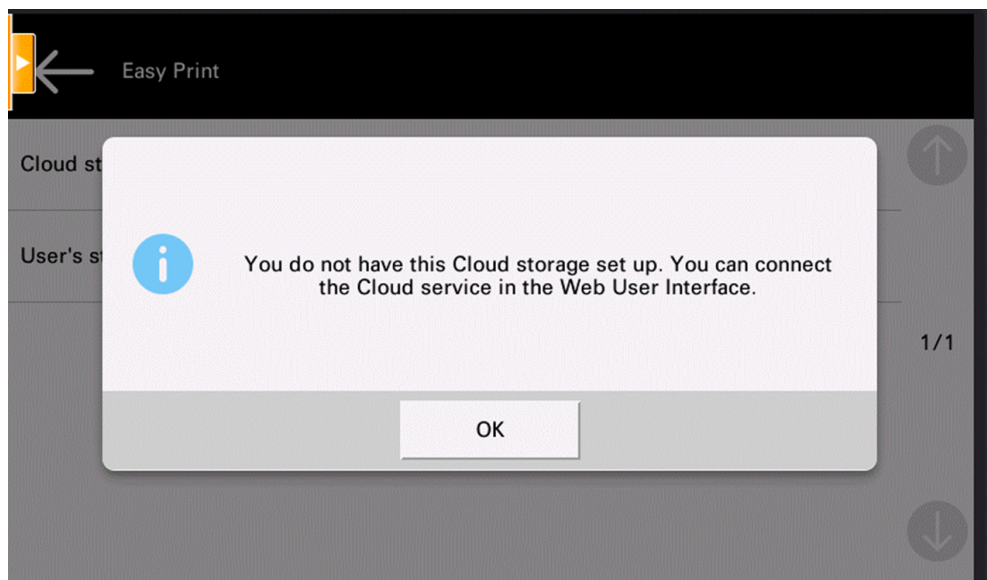 Easy Print
Cloud st
User's s
You do not have this Cloud storage set up. You can connect
the Cloud service in the Web User Interface.
1/1
OK